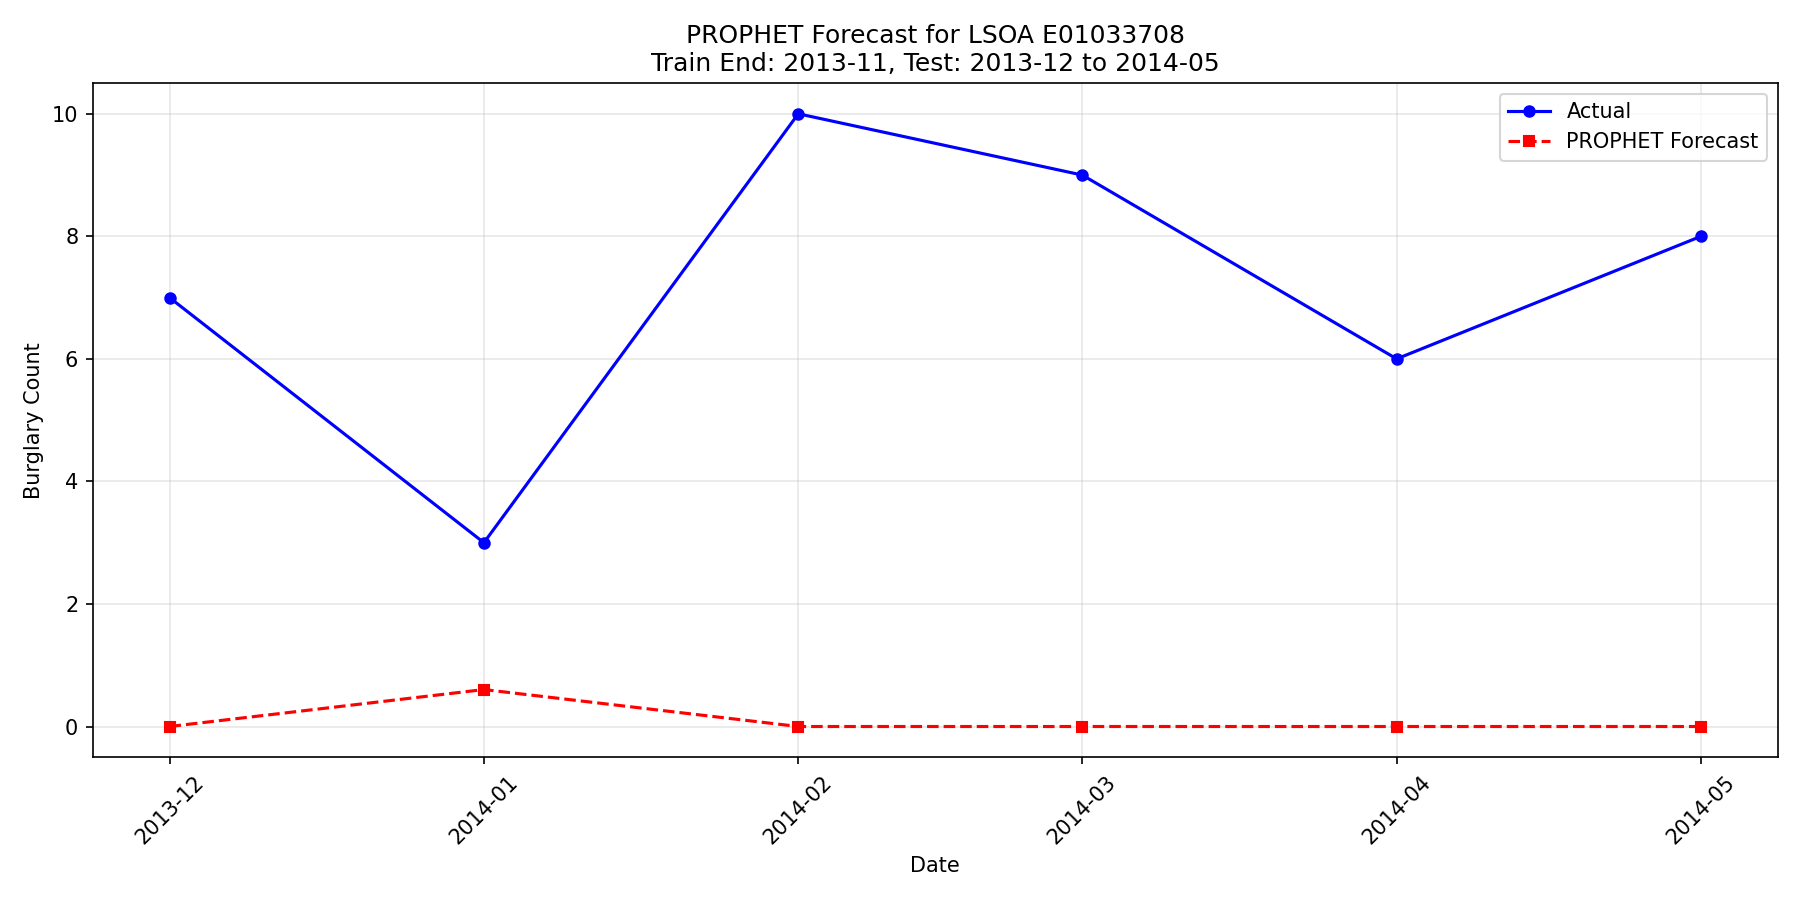 PROPHET Forecast for LSOA E01033708
Train End: 2013-11, Test: 2013-12 to 2014-05
Actual
PROPHET Forecast
Burglary Count
10
8
6
4
2
0
2013-12
2014-01
2014-02
2014-03
2014-04
2014-05
Date